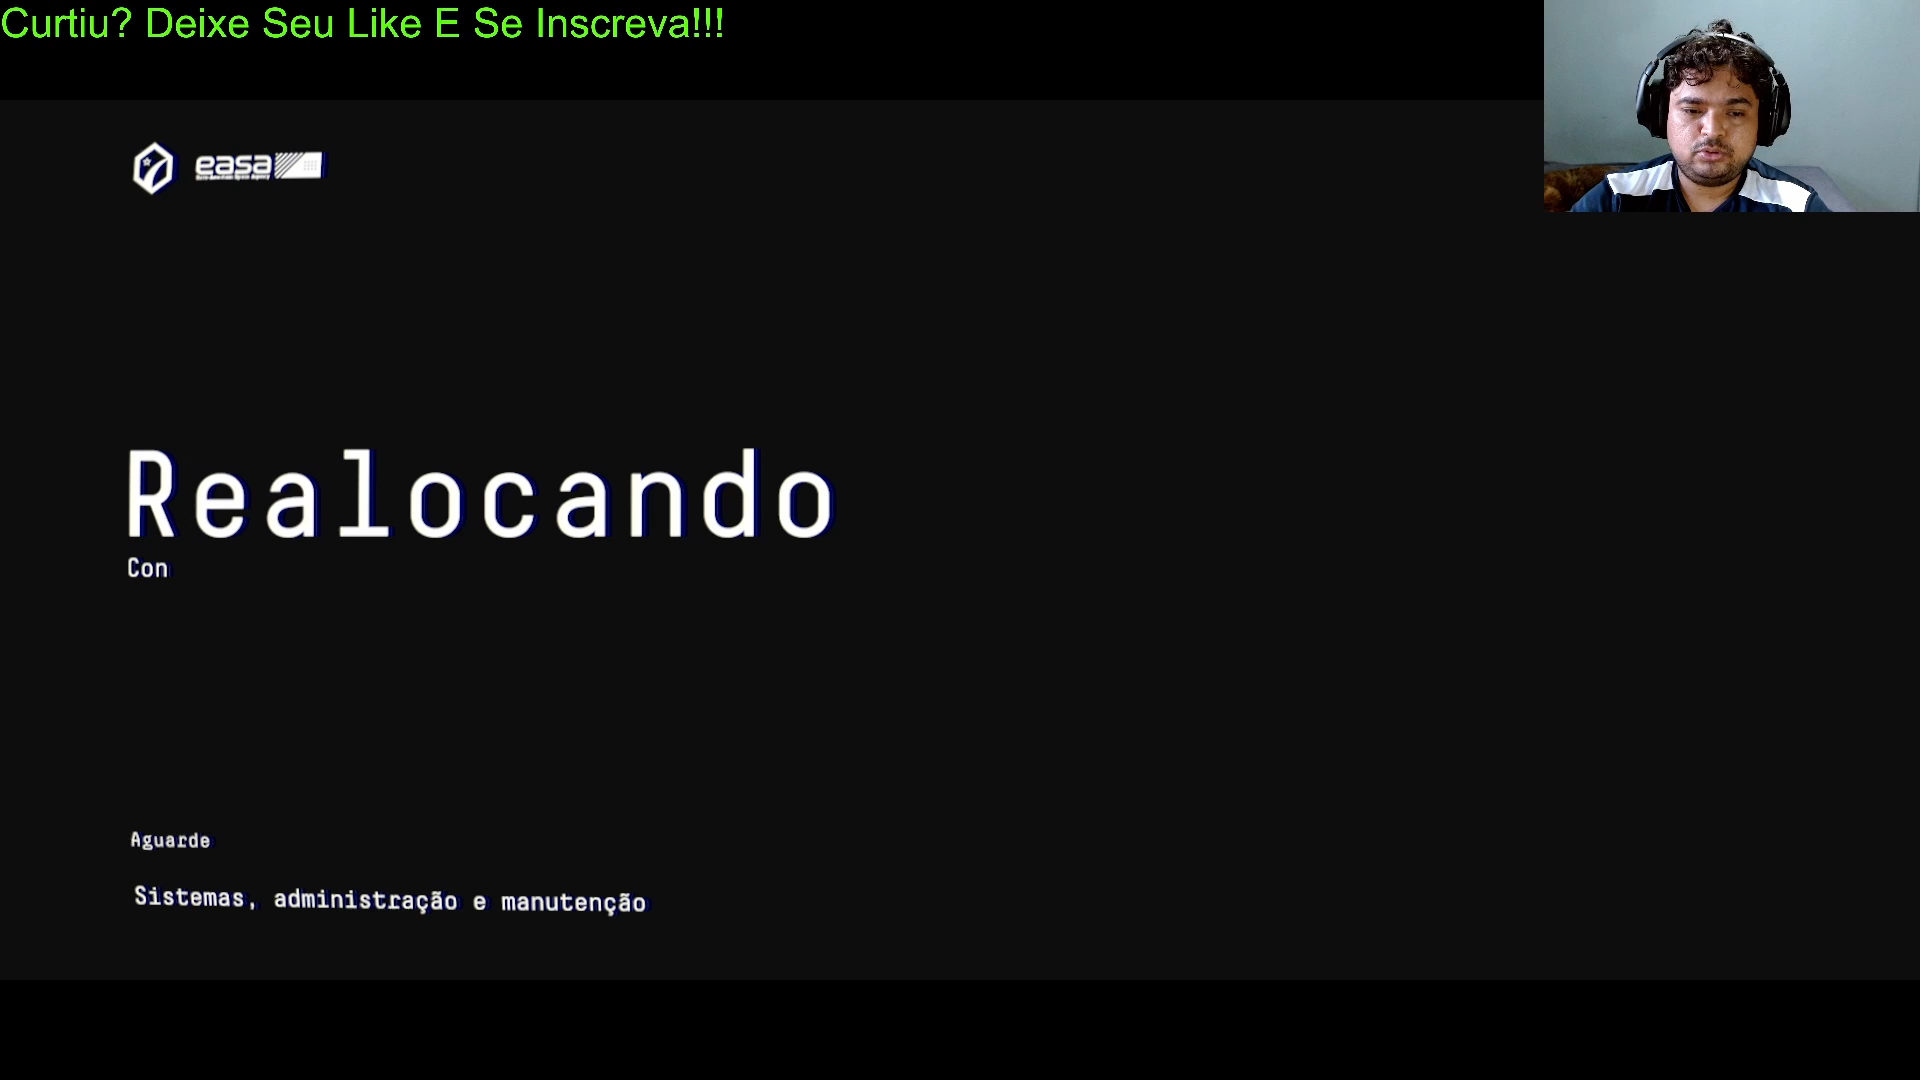 Curtiu? Deixe Seu Like E Se Inscreva!!!
easa
Realocando
Con
Aguarde
Sistemas, administração e manutenção